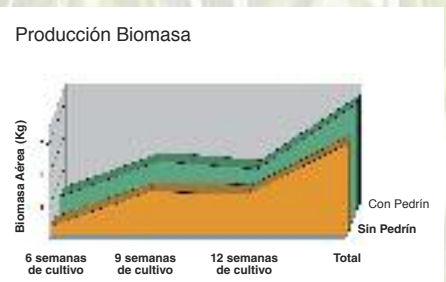 Producción Biomasa
Biomasa Aérea (Kg)
Con Pedrín
Sin Pedrín
6 semanas
de cultivo
9 semanas
de cultivo
12 semanas
de cultivo
Total